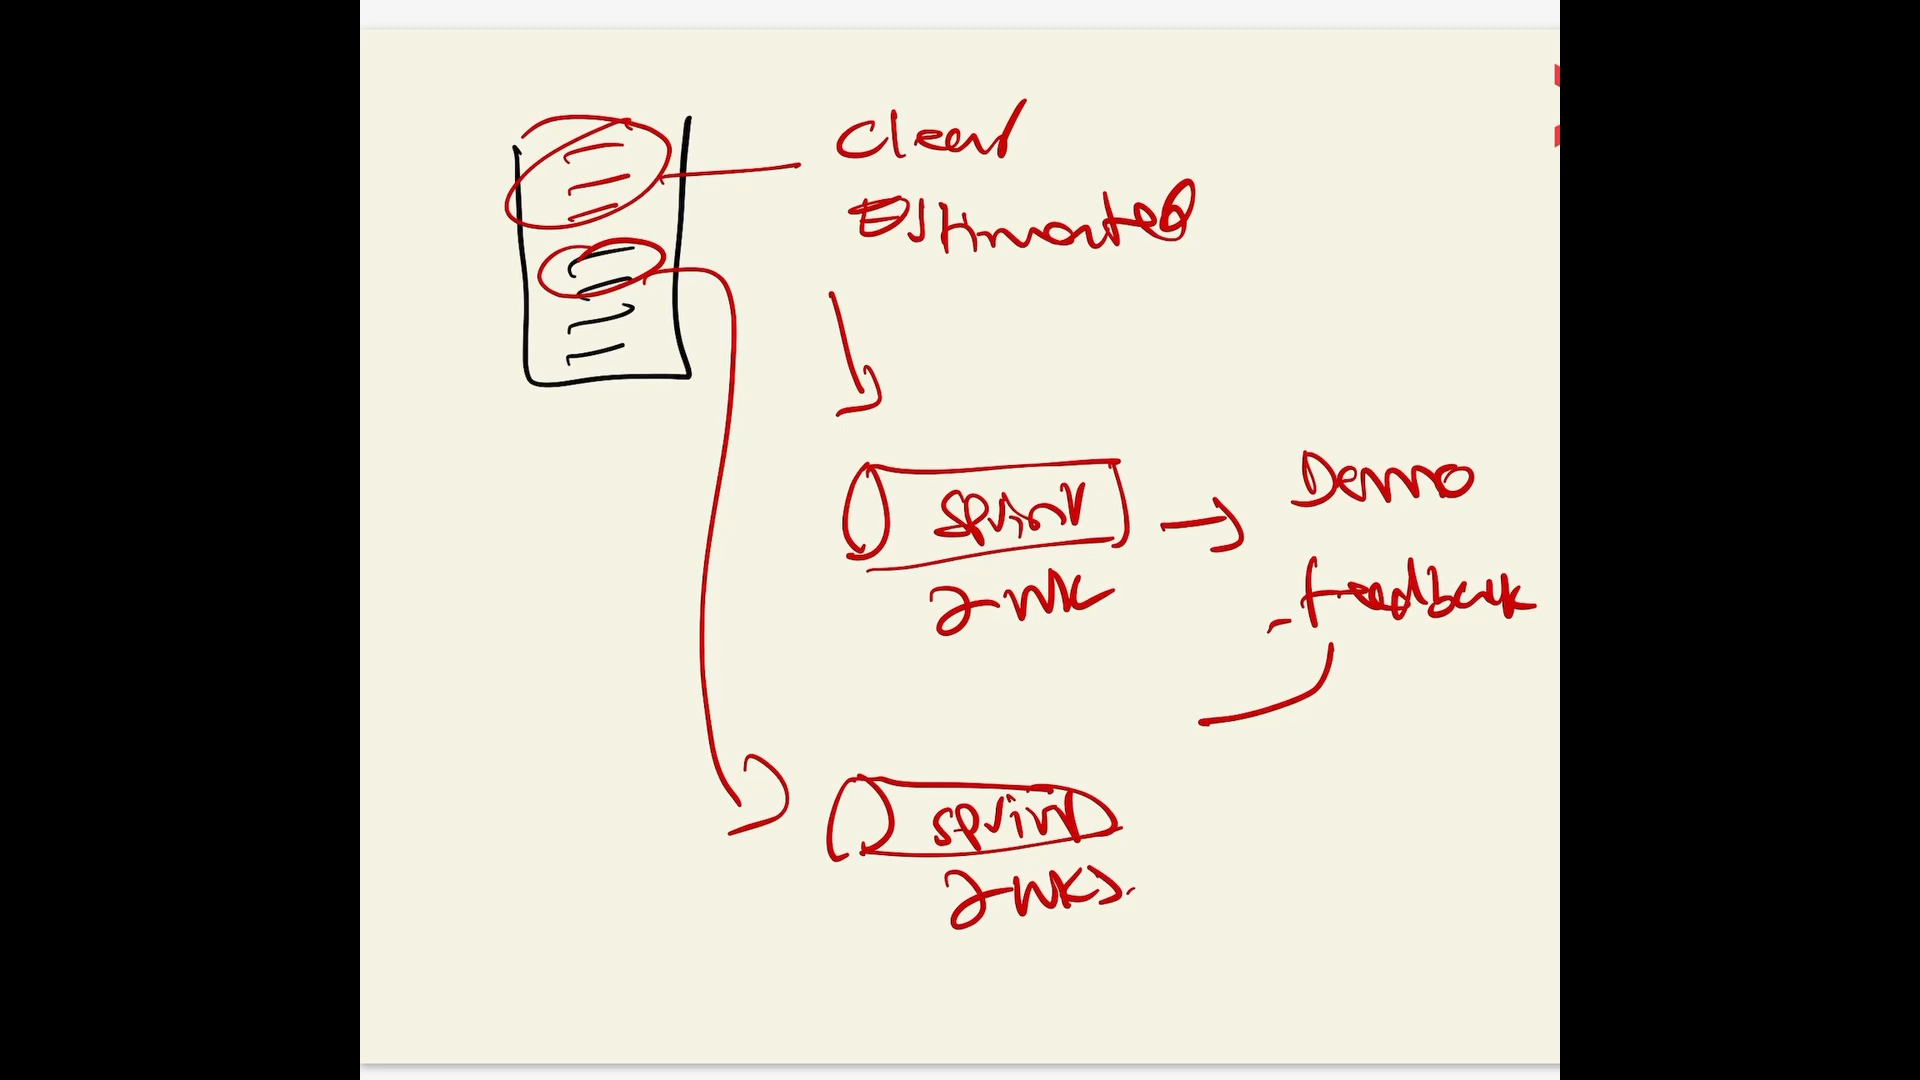 Clear
Estimated
Sprint
2-wk
Demo
- feedback
sprint
2-wks.